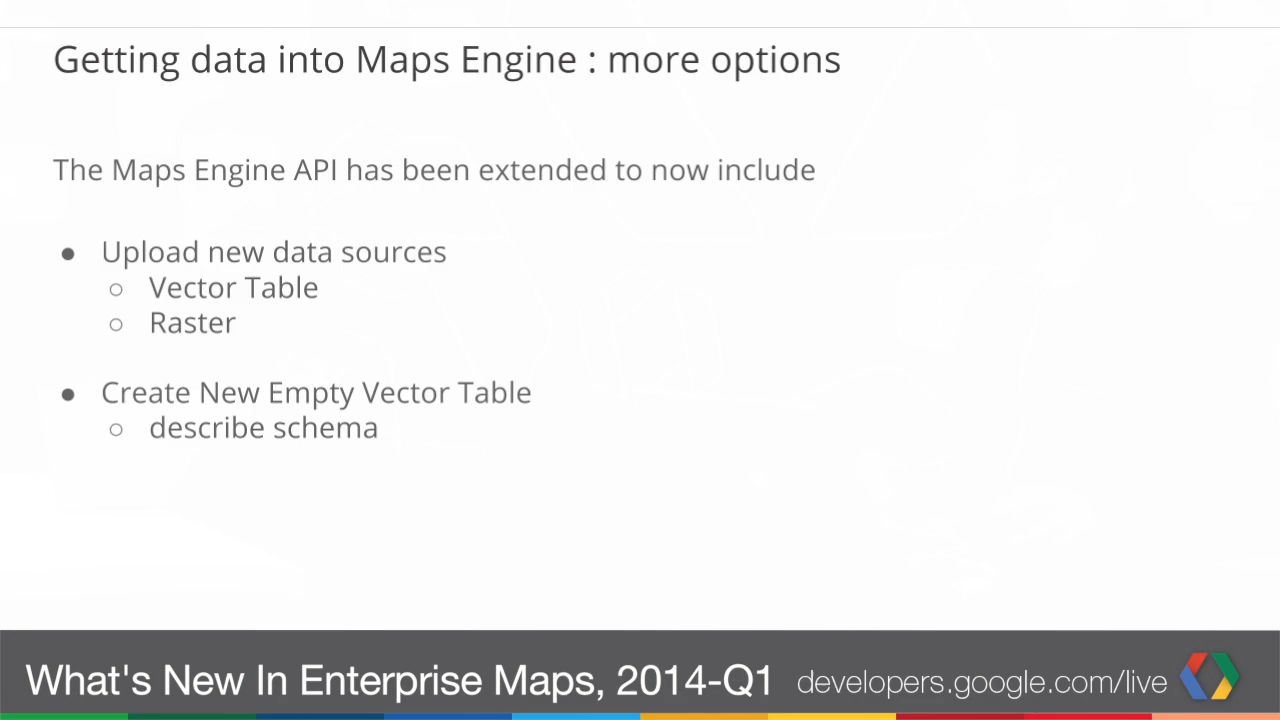 Getting data into Maps Engine : more options
The Maps Engine API has been extended to now include
● Upload new data sources
○ Vector Table
○ Raster
● Create New Empty Vector Table
○ describe schema
What's New In Enterprise Maps, 2014-Q1 developers.google.com/live